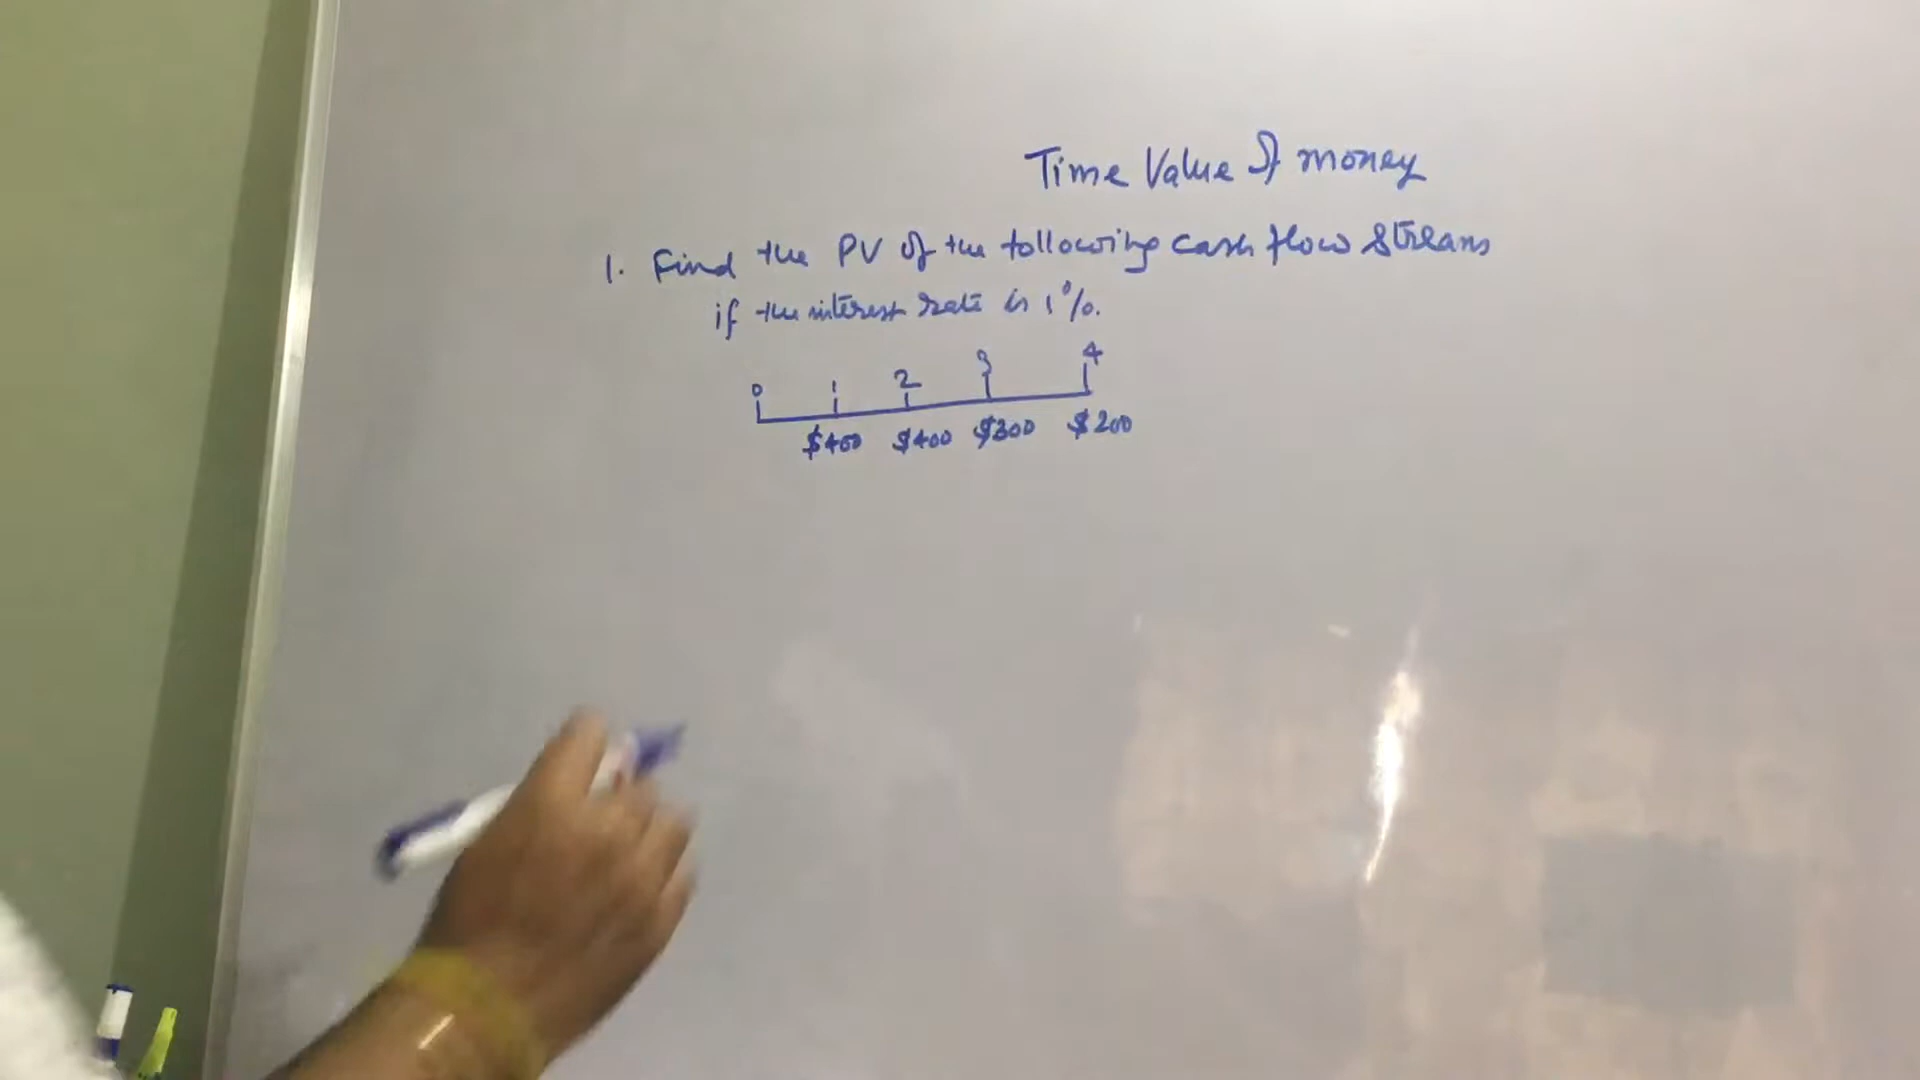 Time Value of money
1. Find the PV of the following cash flow streams
if the interest rate is 1%.
0 1 2 3 4
$400 $400 $300 $200